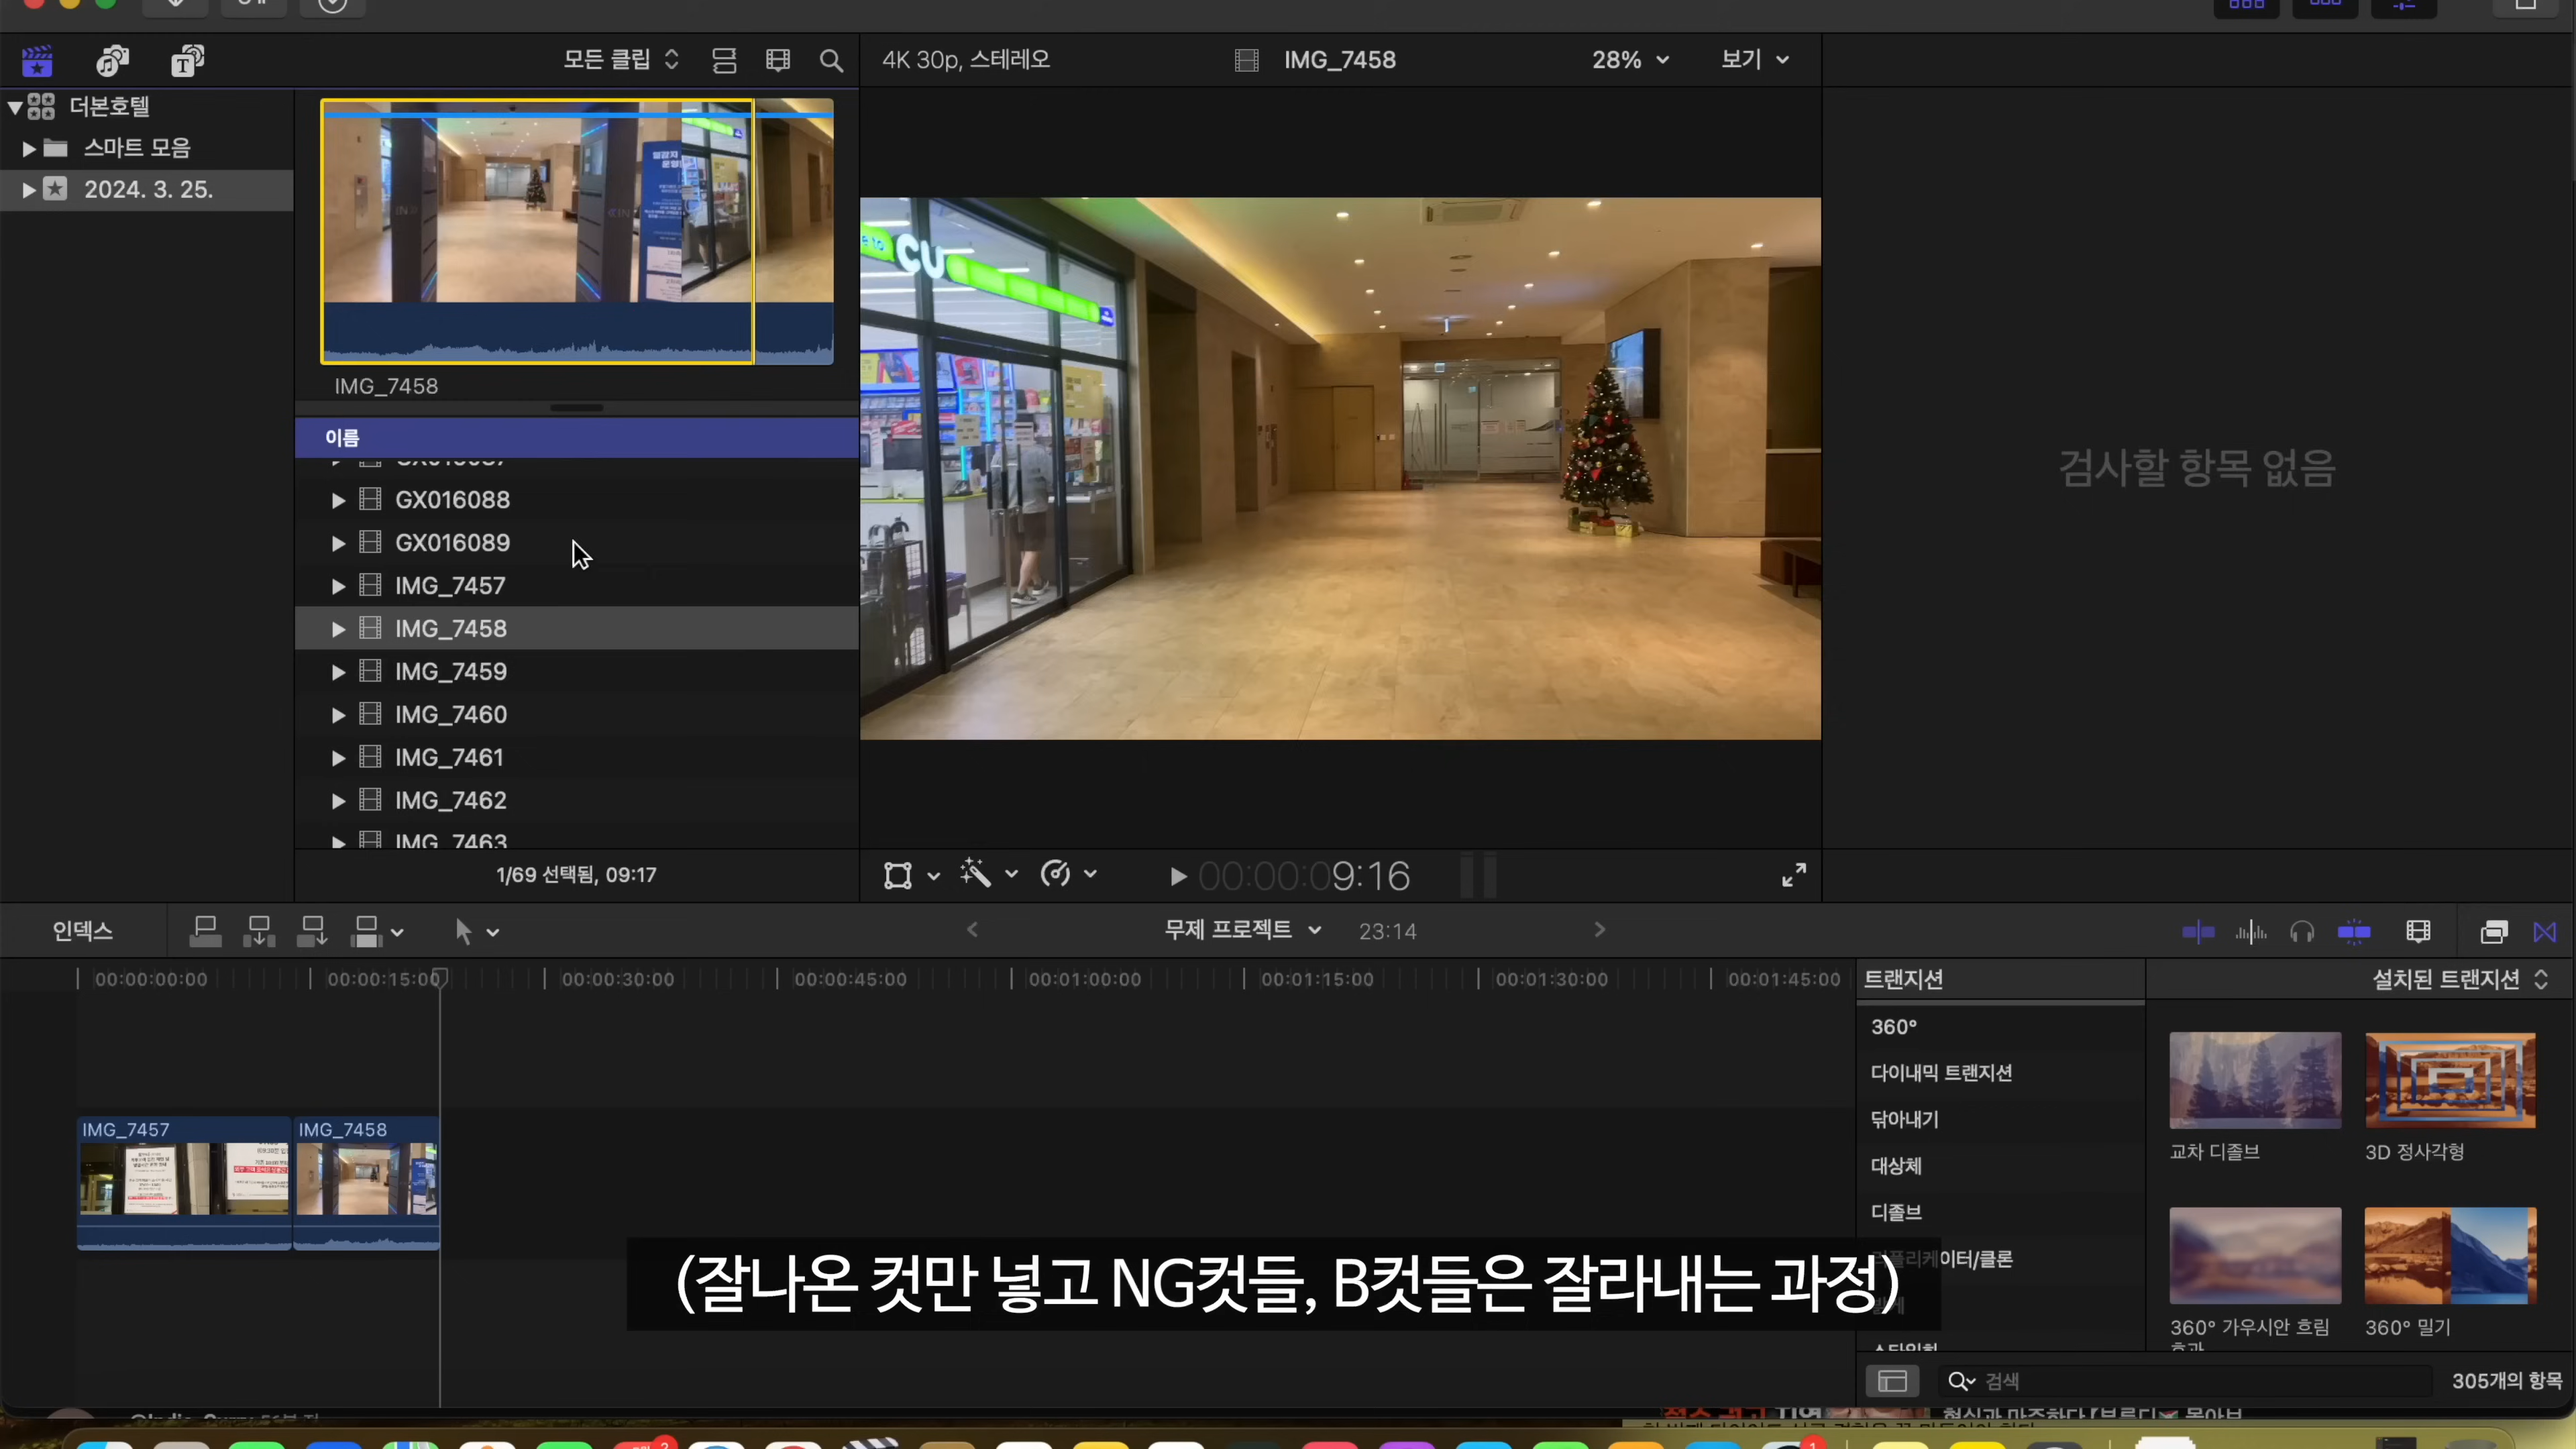 모든 클립
4K 30p, 스테레오
IMG_7458
28%
보기
더본호텔
스마트 모음
2024. 3. 25.
IMG_7458
CU
이름
GX016088
GX016089
IMG_7457
IMG_7458
IMG_7459
IMG_7460
IMG_7461
IMG_7462
IMG_7463
검사할 항목 없음
1/69 선택됨, 09:17
00:00:09:16
인덱스
무제 프로젝트
23:14
00:00:00:00
00:00:15:00
00:00:30:00
00:00:45:00
00:01:00:00
00:01:15:00
00:01:30:00
00:01:45:00
트랜지션
설치된 트랜지션
360°
다이내믹 트랜지션
닦아내기
대상체
디졸브
교차 디졸브
3D 정사각형
360° 가우시안 흐림
360° 밀기
IMG_7457
IMG_7458
(잘나온 컷만 넣고 NG컷들, B컷들은 잘라내는 과정)
검색
305개의 항목